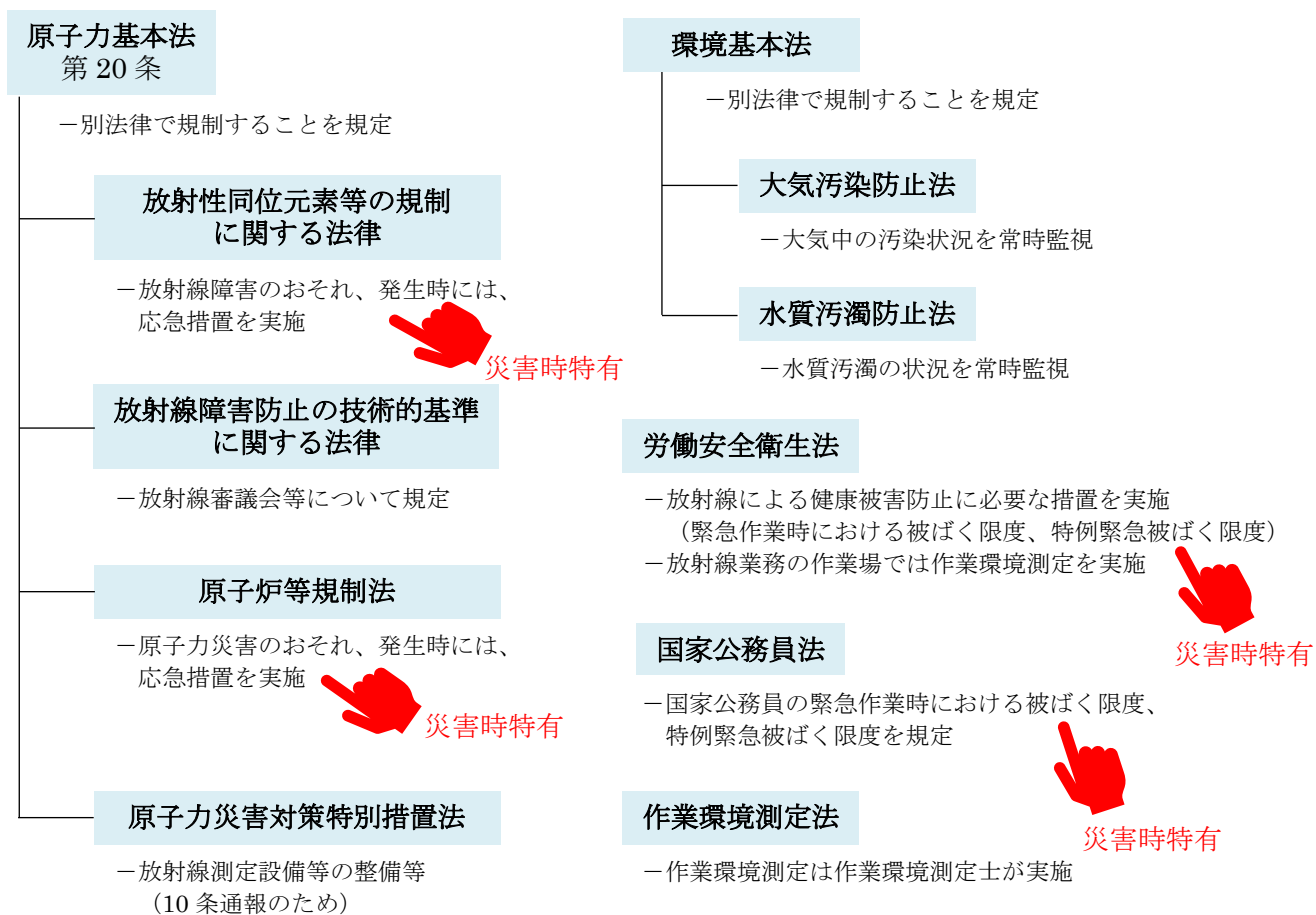 原子力基本法
第 20 条
－別法律で規制することを規定
放射性同位元素等の規制
に関する法律
－放射線障害のおそれ、発生時には、
応急措置を実施
災害時特有
放射線障害防止の技術的基準
に関する法律
－放射線審議会等について規定
原子炉等規制法
－原子力災害のおそれ、発生時には、
応急措置を実施
災害時特有
原子力災害対策特別措置法
－放射線測定設備等の整備等
（10 条通報のため）
環境基本法
－別法律で規制することを規定
大気汚染防止法
－大気中の汚染状況を常時監視
水質汚濁防止法
－水質汚濁の状況を常時監視
労働安全衛生法
－放射線による健康被害防止に必要な措置を実施
（緊急作業時における被ばく限度、特例緊急被ばく限度）
－放射線業務の作業場では作業環境測定を実施
災害時特有
国家公務員法
－国家公務員の緊急作業時における被ばく限度、
特例緊急被ばく限度を規定
災害時特有
作業環境測定法
－作業環境測定は作業環境測定士が実施